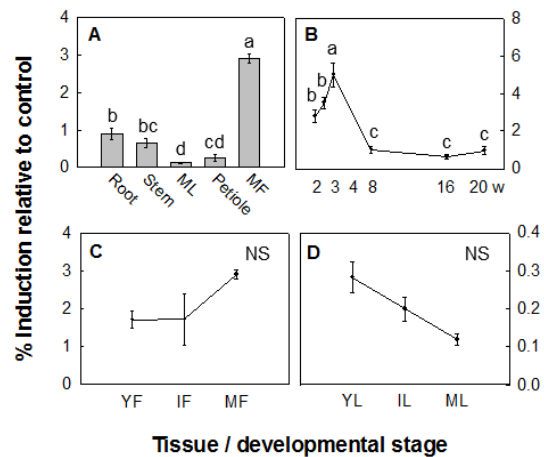 % Induction relative to control
A
4
3
2
1
0
b
bc
d
cd
a
Root
Stem
ML
Petiole
MF
B
8
6
4
2
0
b
b
a
c
c
c
2 3 4 8 16 20 w
C
NS
4
3
2
1
0
YF IF MF
D
NS
0.4
0.3
0.2
0.1
0.0
YL IL ML
Tissue / developmental stage